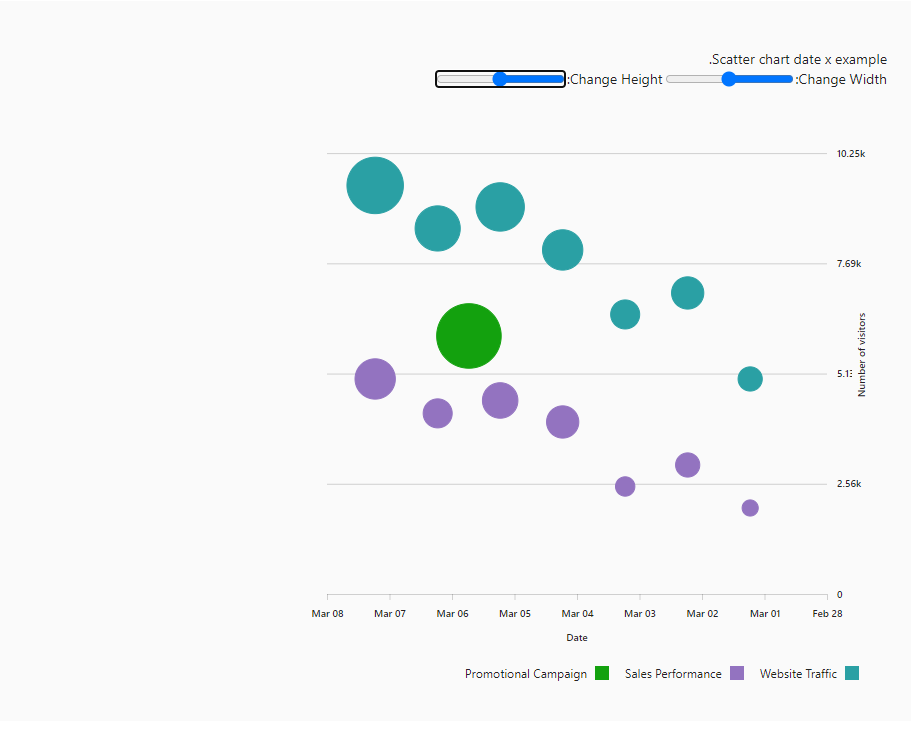 .Scatter chart date x example
:Change Height :Change Width
10.25k
7.69k
5.13
2.56k
0
Number of visitors
Mar 08 Mar 07 Mar 06 Mar 05 Mar 04 Mar 03 Mar 02 Mar 01 Feb 28
Date
Promotional Campaign Sales Performance Website Traffic